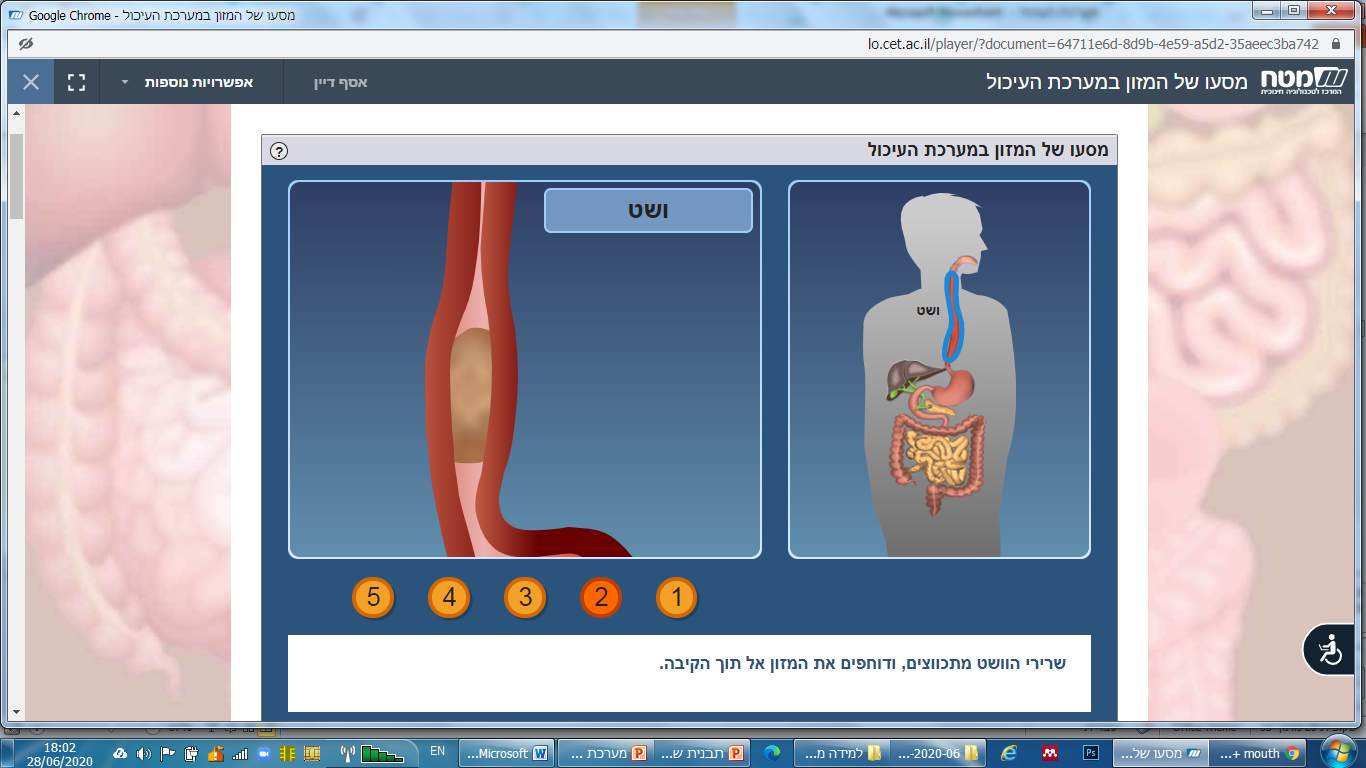 מסעו של המזון במערכת העיכול - Google Chrome
lo.cet.ac.il/player/?document=64711e6d-8d9b-4e59-a5d2-35aeec3ba742
מטח
המרכז לטכנולוגיה חינוכית
מסעו של המזון במערכת העיכול
אסף דיין
אפשרויות נוספות
מסעו של המזון במערכת העיכול
?
ושט
ושט
1
2
3
4
5
שרירי הוושט מתכווצים, ודוחפים את המזון אל תוך הקיבה.
mouth +...
מסעו של...
Ps
2020-06-...
למידה מ...
תבנית ש...
מערכת ...
Microsoft...
EN
18:02
28/06/2020